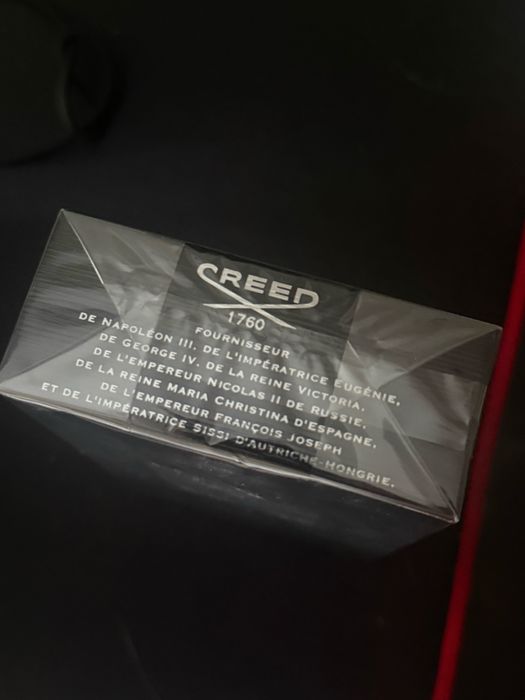 CREED
1760
FOURNISSEUR
DE NAPOLÉON III, DE L'IMPÉRATRICE EUGÉNIE,
DE GEORGE IV, DE LA REINE VICTORIA,
DE L'EMPEREUR NICOLAS II DE RUSSIE,
DE LA REINE MARIA CHRISTINA D'ESPAGNE,
DE L'EMPEREUR FRANÇOIS JOSEPH
ET DE L'IMPÉRATRICE SISSI D'AUTRICHE-HONGRIE.